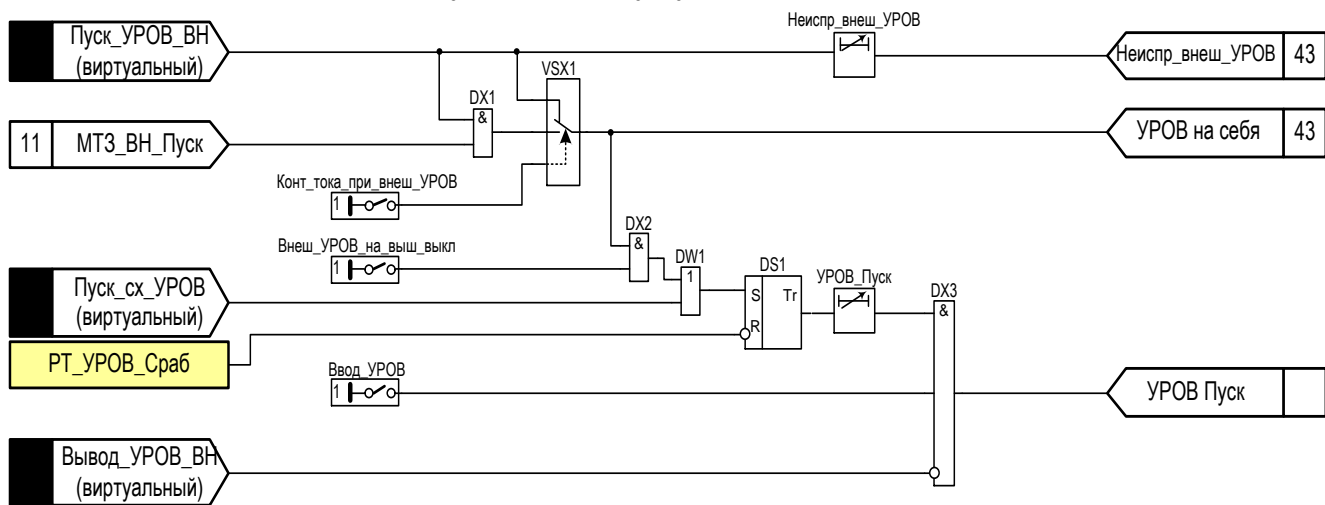 Неиспр_внеш_УРОВ
Пуск_УРОВ_ВН
(виртуальный)
Неиспр_внеш_УРОВ 43
VSX1
DX1
&
11 МТЗ_ВН_Пуск
УРОВ на себя 43
Конт_тока_при_внеш_УРОВ
1
DX2
&
Внеш_УРОВ_на_выш_выкл
1
DW1
1
DS1
S Tr
R
УРОВ_Пуск
DX3
&
Пуск_сх_УРОВ
(виртуальный)
РТ_УРОВ_Сраб
Ввод_УРОВ
1
УРОВ Пуск
Вывод_УРОВ_ВН
(виртуальный)